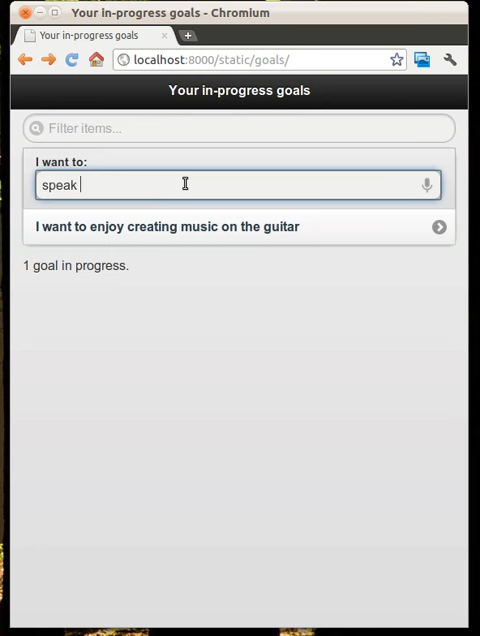 Your in-progress goals - Chromium
Your in-progress goals
localhost:8000/static/goals/
Your in-progress goals
Filter items...
I want to:
speak
I want to enjoy creating music on the guitar
1 goal in progress.